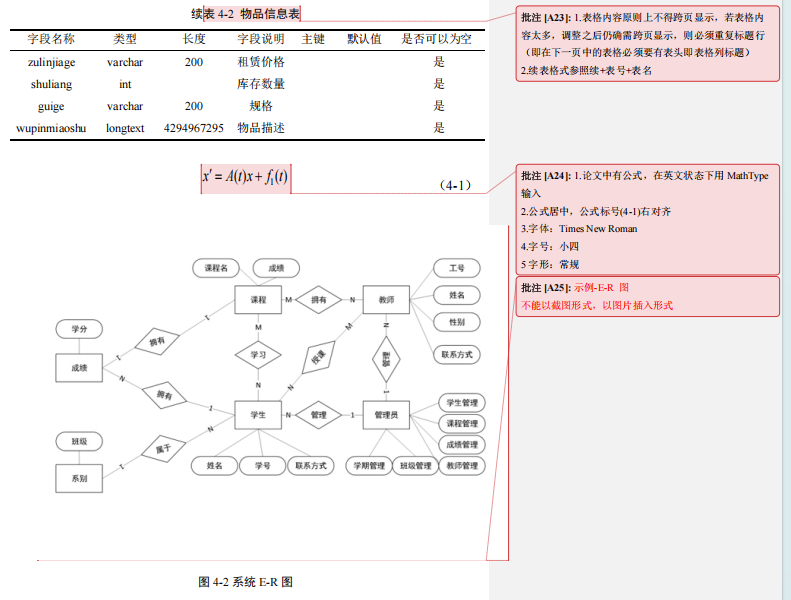 续表 4-2  物品信息表
字段名称 类型 长度 字段说明 主键 默认值 是否可以为空
zulinjiage varchar 200 租赁价格 是
shuliang int 库存数量 是
guige varchar 200 规格 是
wupinmiaoshu longtext 4294967295 物品描述 是
x′ = A(t)x + f₁(t)
（4-1）
课程名 成绩 工号
课程 M 拥有 N 教师
姓名
性别
联系方式
学分
成绩
1 拥有 1
N 拥有 1
M 学习 N
M 授课 N
N 管理 1
学生 N 管理 1 管理员
学生管理
课程管理
成绩管理
教师管理
班级
系别
1 属于 N
姓名 学号 联系方式 学期管理 班级管理
图 4-2 系统 E-R 图
批注 [A23]: 1.表格内容原则上不得跨页显示，若表格内
容太多，调整之后仍确需跨页显示，则必须重复标题行
（即在下一页中的表格必须要有表头即表格列标题）
2.续表格式参照续+表号+表名
批注 [A24]: 1.论文中有公式，在英文状态下用 MathType
输入
2.公式居中，公式标号(4-1)右对齐
3.字体：Times New Roman
4.字号：小四
5 字形：常规
批注 [A25]: 示例-E-R 图
不能以截图形式，以图片插入形式